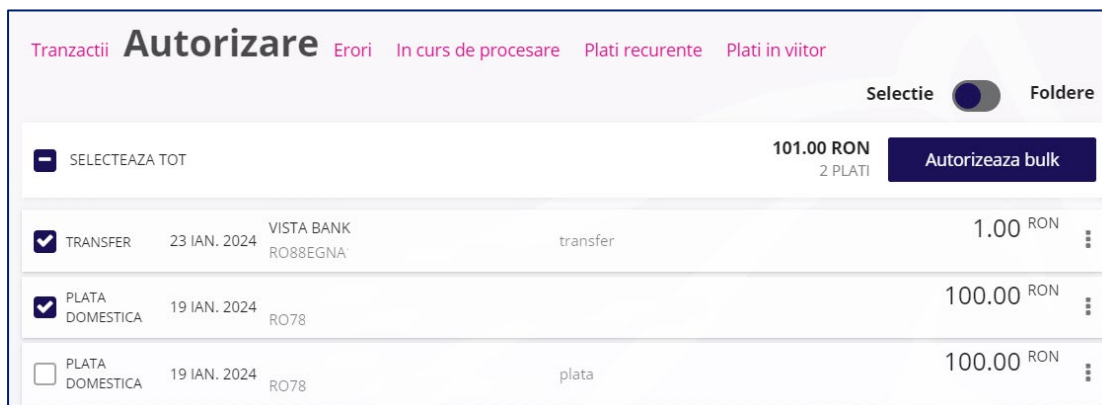 Tranzactii Autorizare Erori In curs de procesare Plati recurente Plati in viitor
Selectie Foldere
SELECTEAZA TOT 101.00 RON Autorizeaza bulk
2 PLATI
TRANSFER 23 IAN. 2024 VISTA BANK transfer 1.00 RON
RO88EGNA
PLATA DOMESTICA 19 IAN. 2024 RO78 100.00 RON
PLATA DOMESTICA 19 IAN. 2024 RO78 plata 100.00 RON